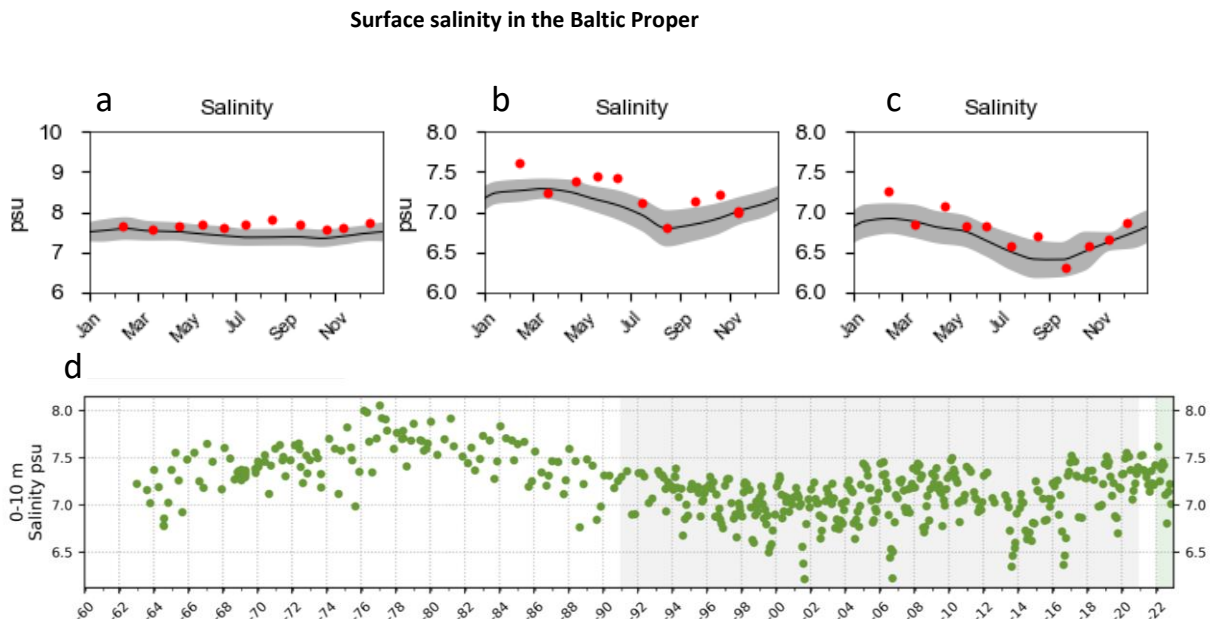 Surface salinity in the Baltic Proper
a b c
Salinity Salinity Salinity
10 8.0 8.0
9 7.5 7.5
psu 8 psu 7.0 7.0
7 6.5 6.5
6 6.0 6.0
Jan Mar May Jul Sep Nov Jan Mar May Jul Sep Nov Jan Mar May Jul Sep Nov
d
8.0 8.0
7.5 7.5
0-10 m
Salinity psu
7.0 7.0
6.5 6.5
-60 -62 -64 -66 -68 -70 -72 -74 -76 -78 -80 -82 -84 -86 -88 -90 -92 -94 -96 -98 -00 -02 -04 -06 -08 -10 -12 -14 -16 -18 -20 -22